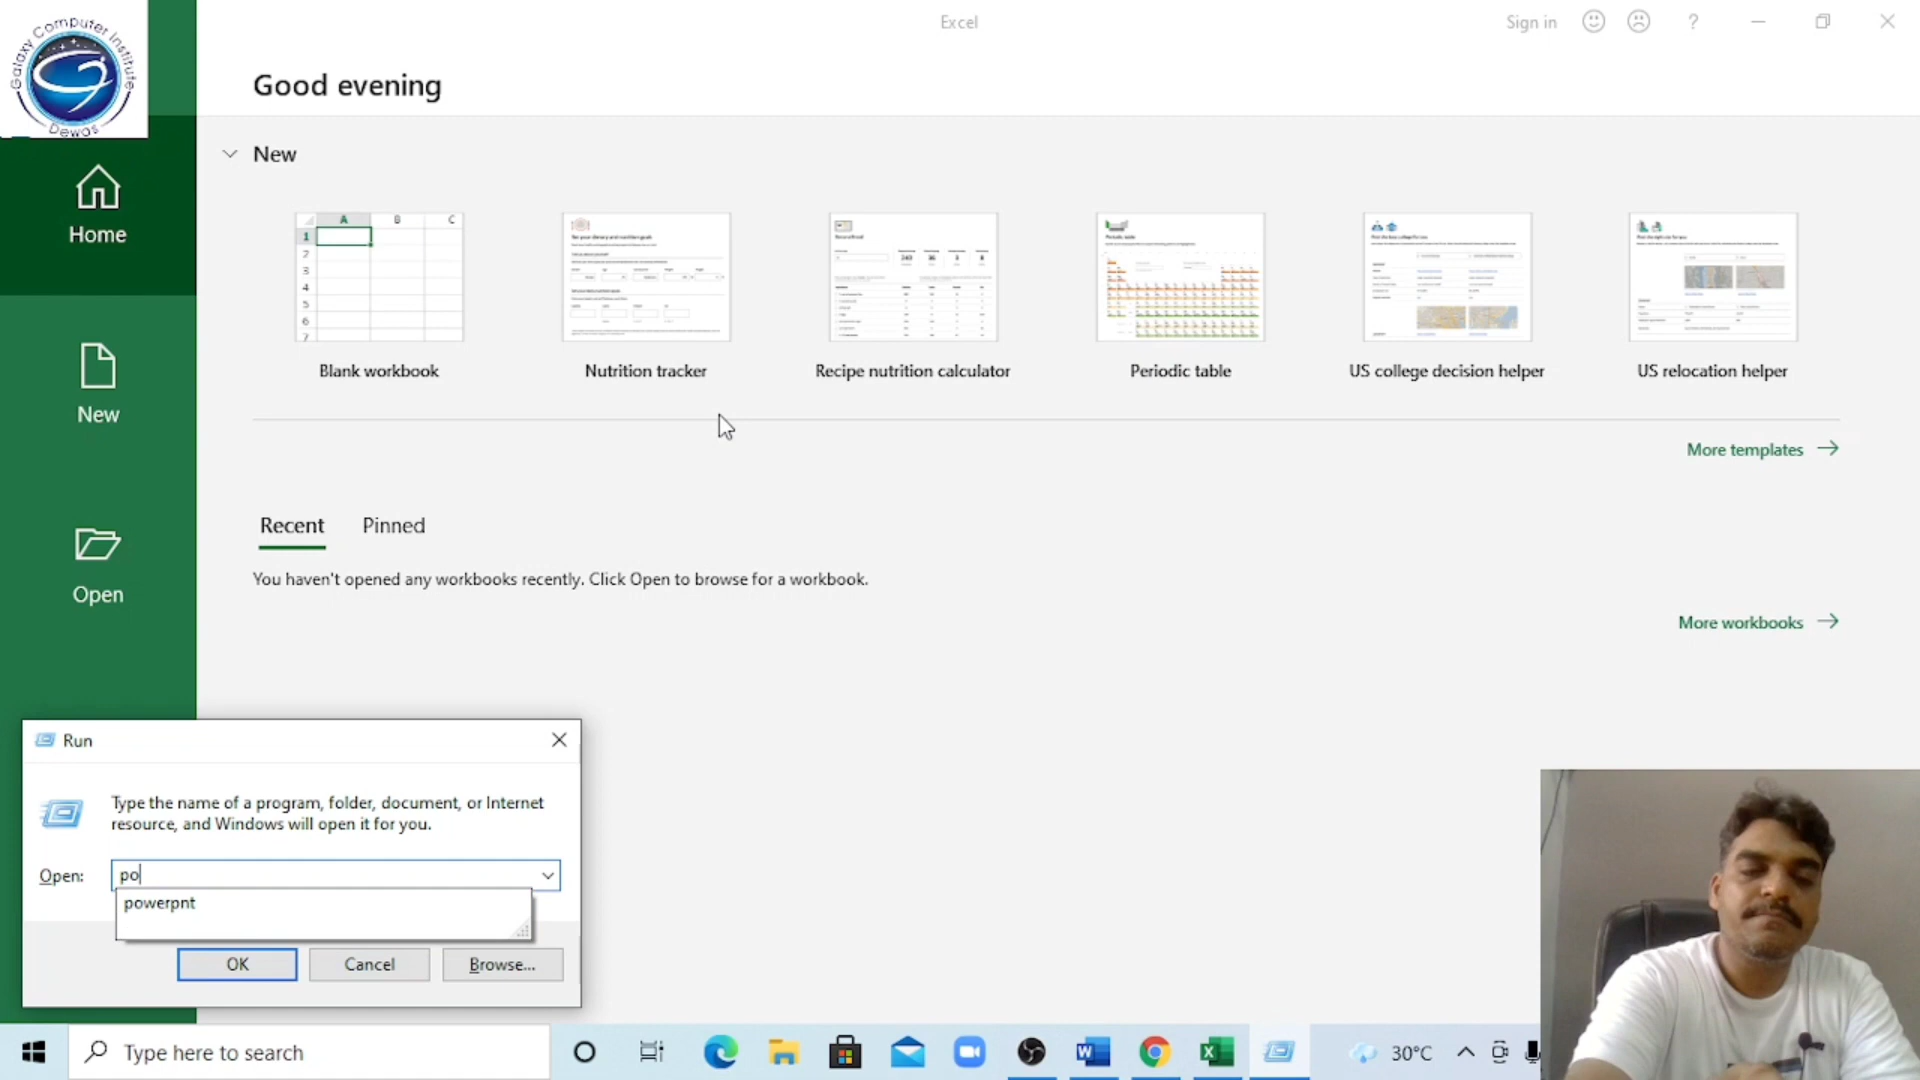 Galaxy Computer Institute
Dewas
Excel
Sign in
?
Good evening
New
Home
New
Open
A B C
1
2
3
4
5
6
7
Blank workbook
Nutrition tracker
Recipe nutrition calculator
Periodic table
Periodic table
US college decision helper
US relocation helper
More templates
Recent Pinned
You haven't opened any workbooks recently. Click Open to browse for a workbook.
More workbooks
Run
Type the name of a program, folder, document, or Internet
resource, and Windows will open it for you.
Open: po
powerpnt
OK Cancel Browse...
Type here to search
30°C